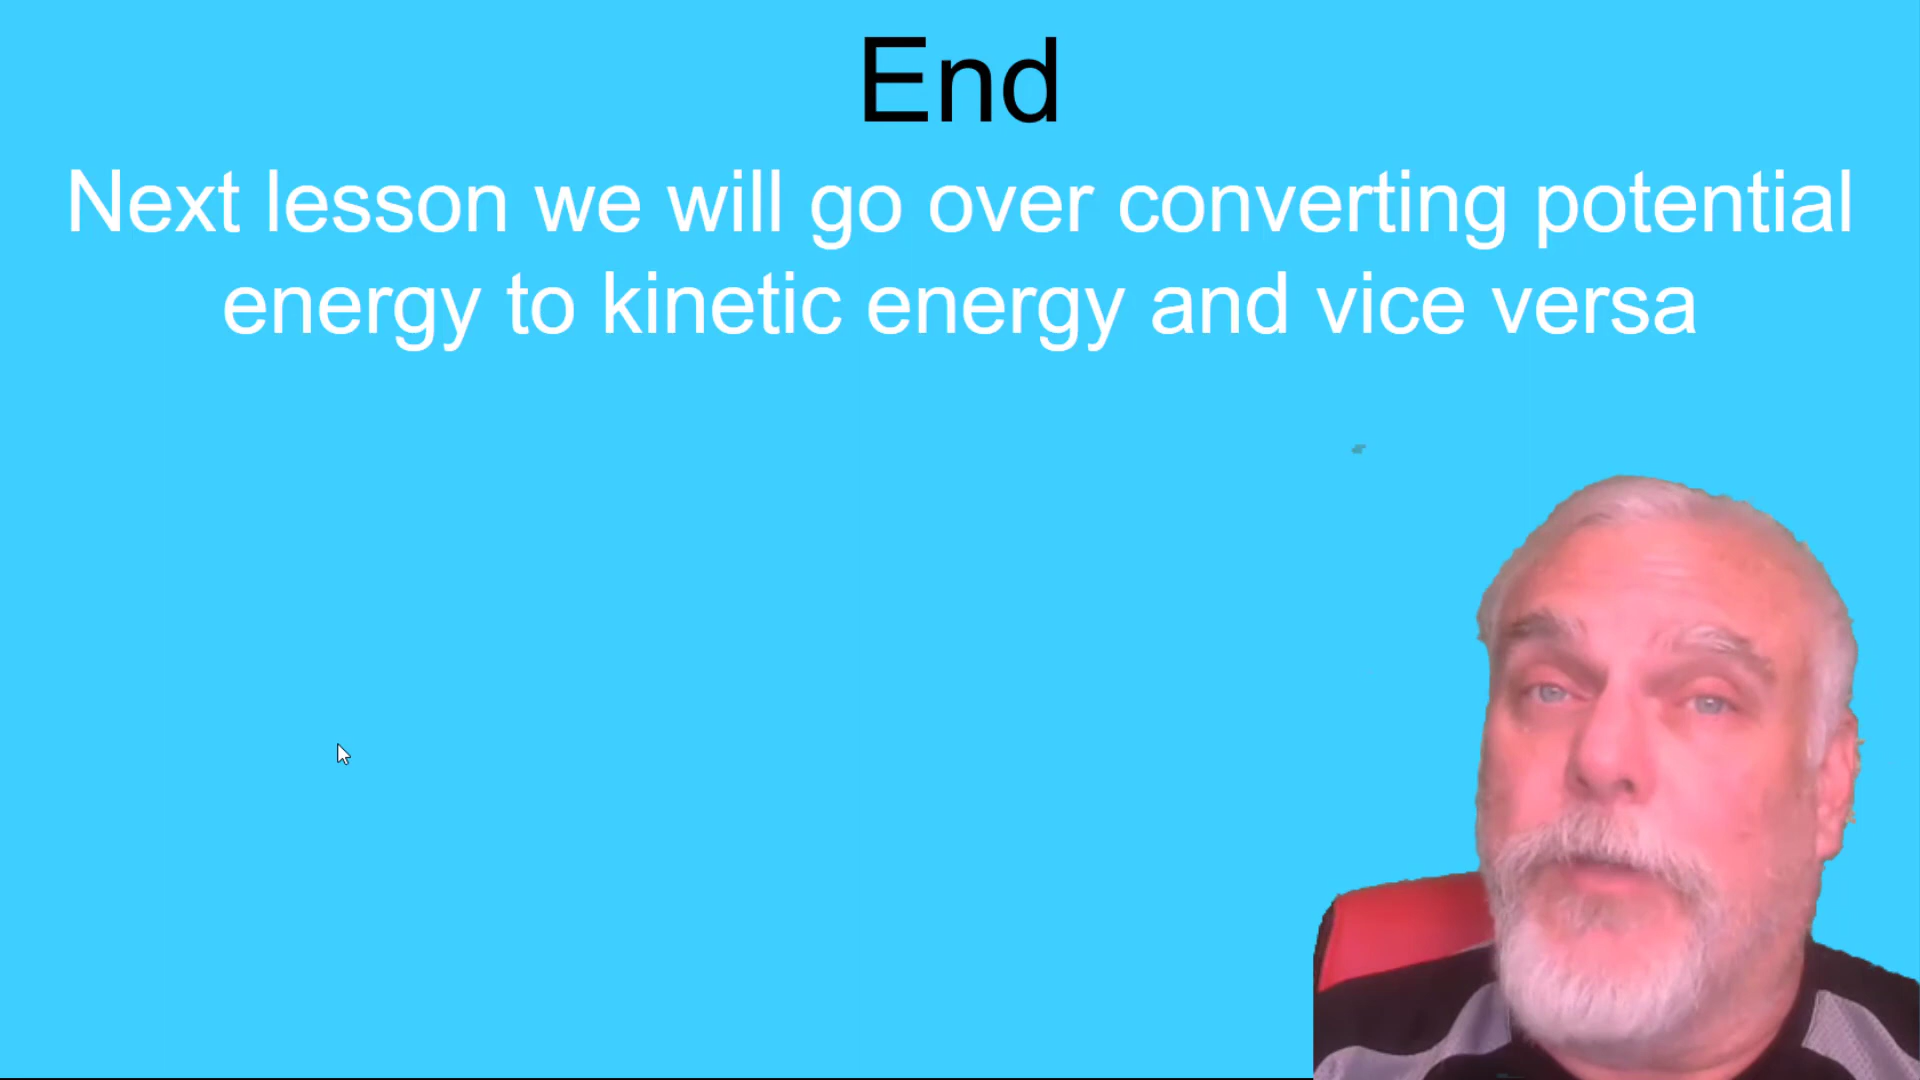 End
Next lesson we will go over converting potential
energy to kinetic energy and vice versa